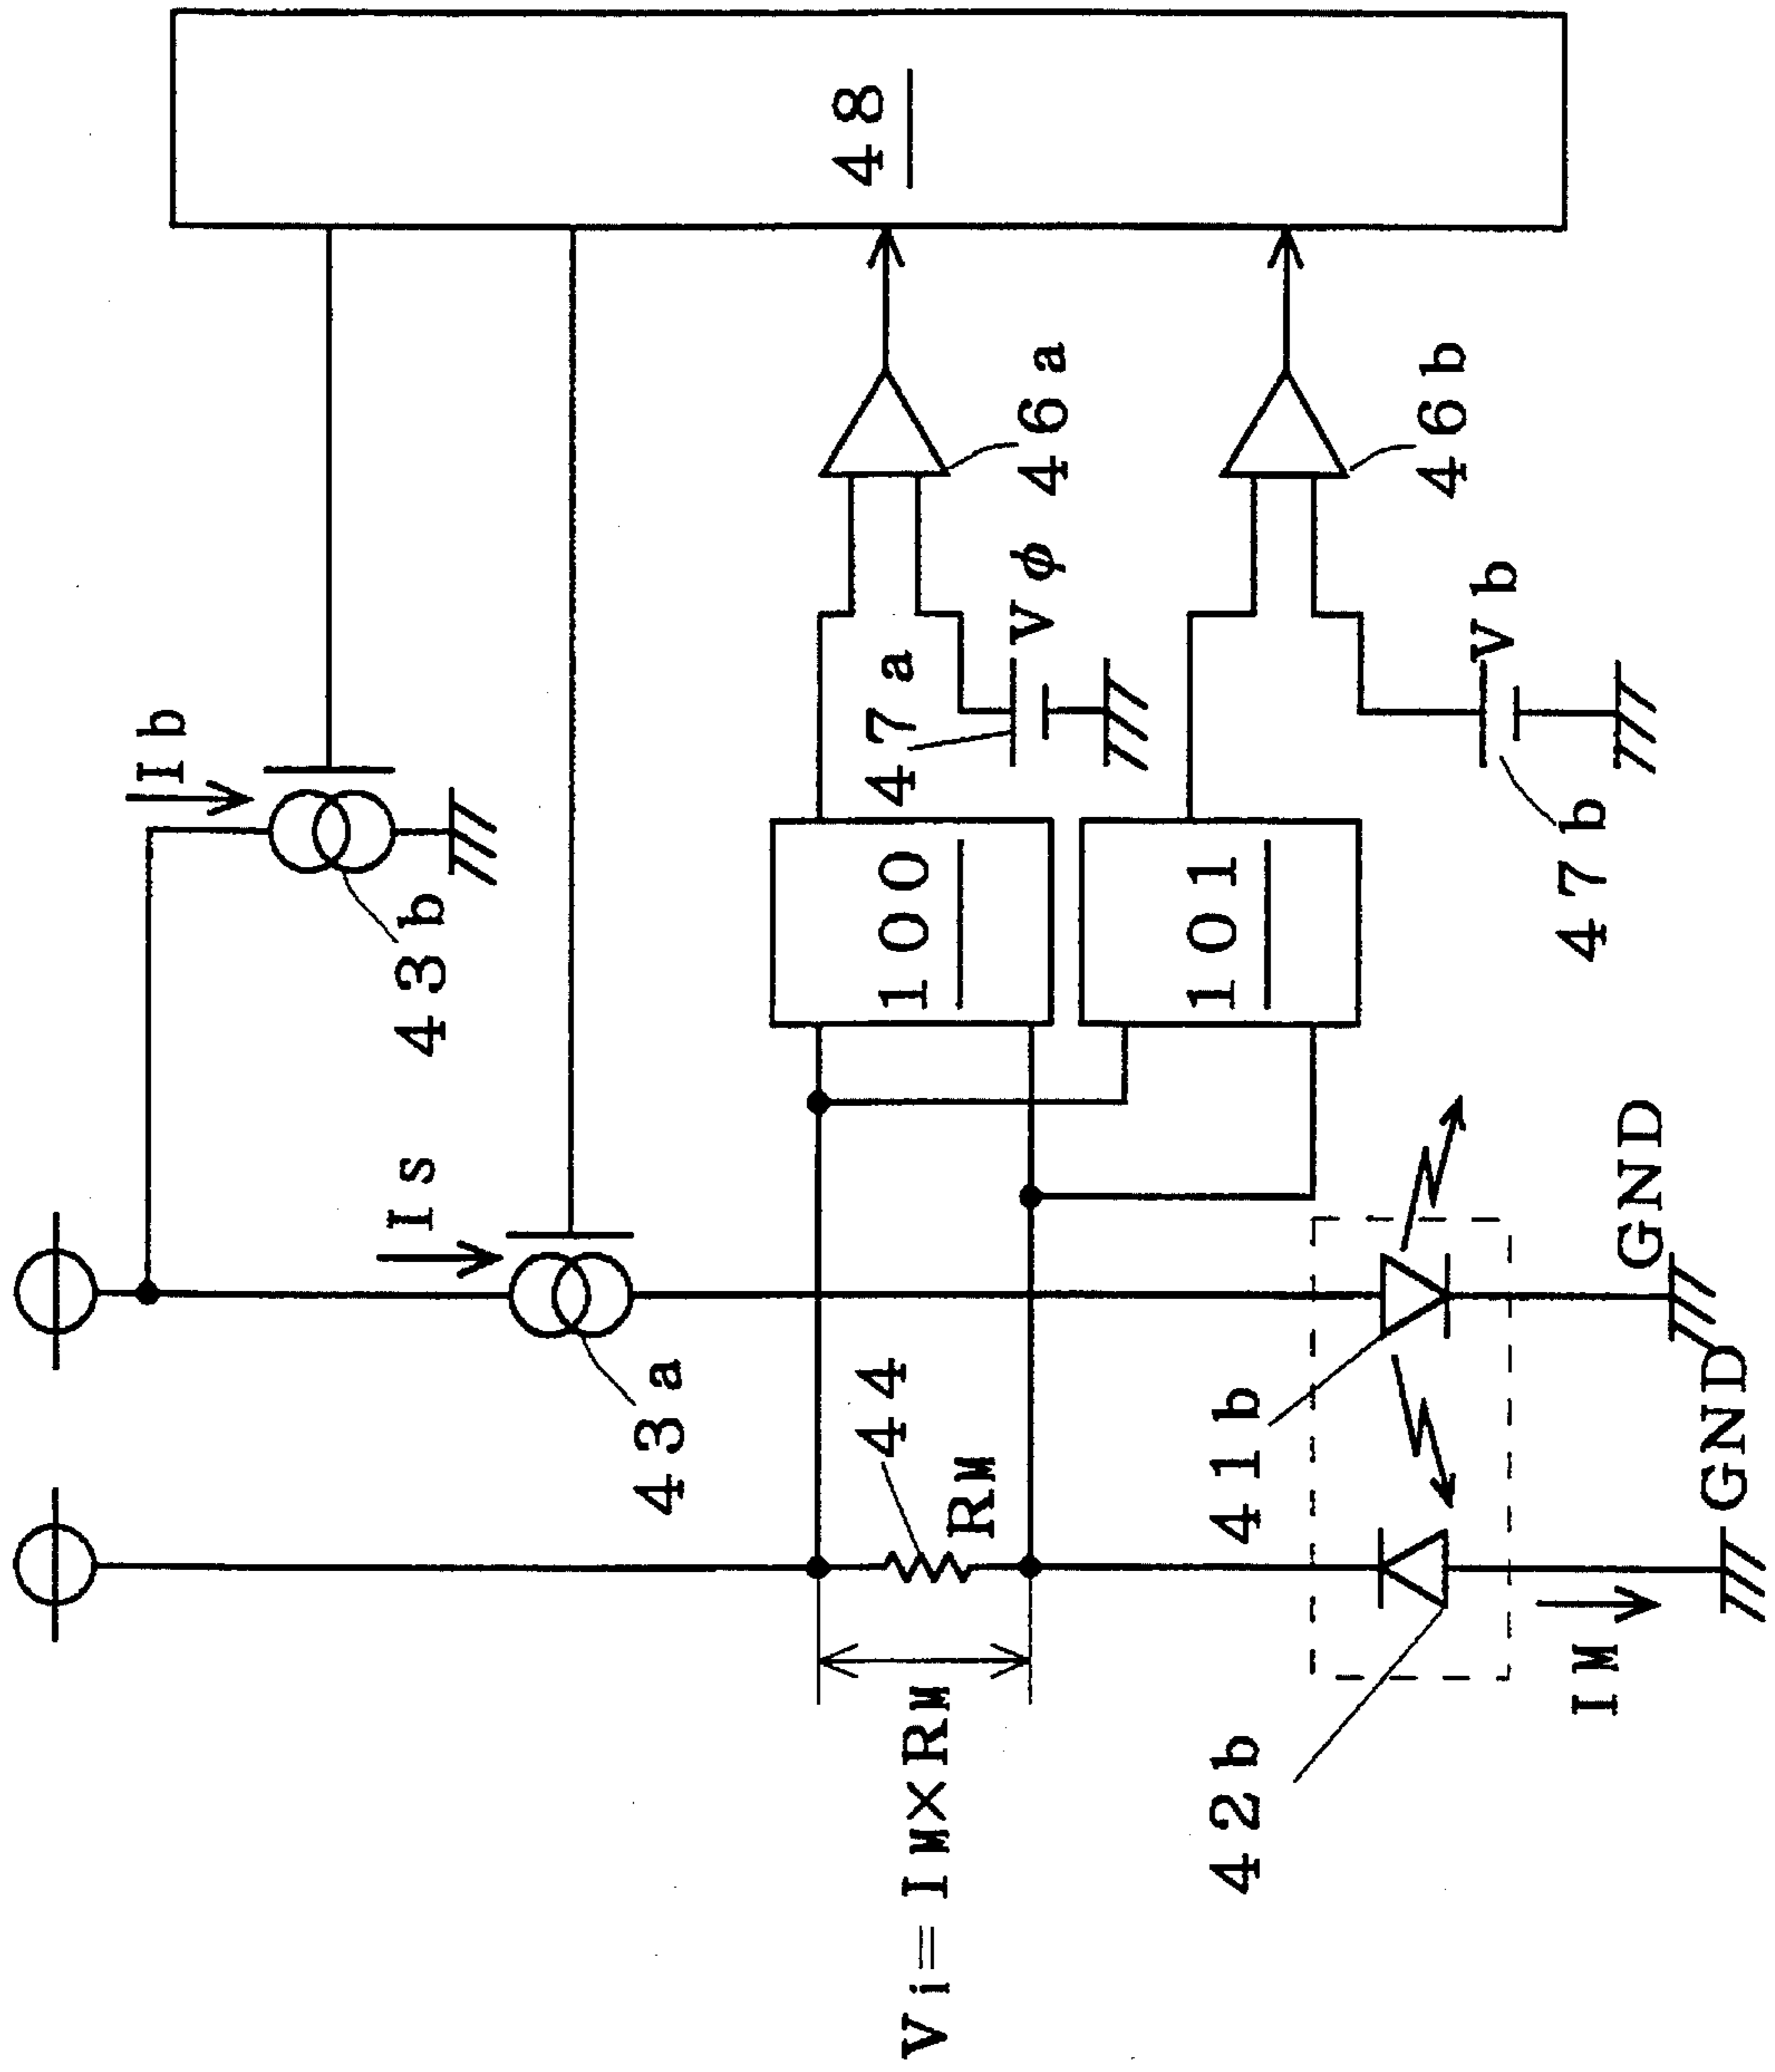 48
Ib
43b
Is
43a
46a
Vϕ
47a
46b
Vb
47b
100
101
44
RM
Vi=IM×RM
41b
42b
IM
GND
GND